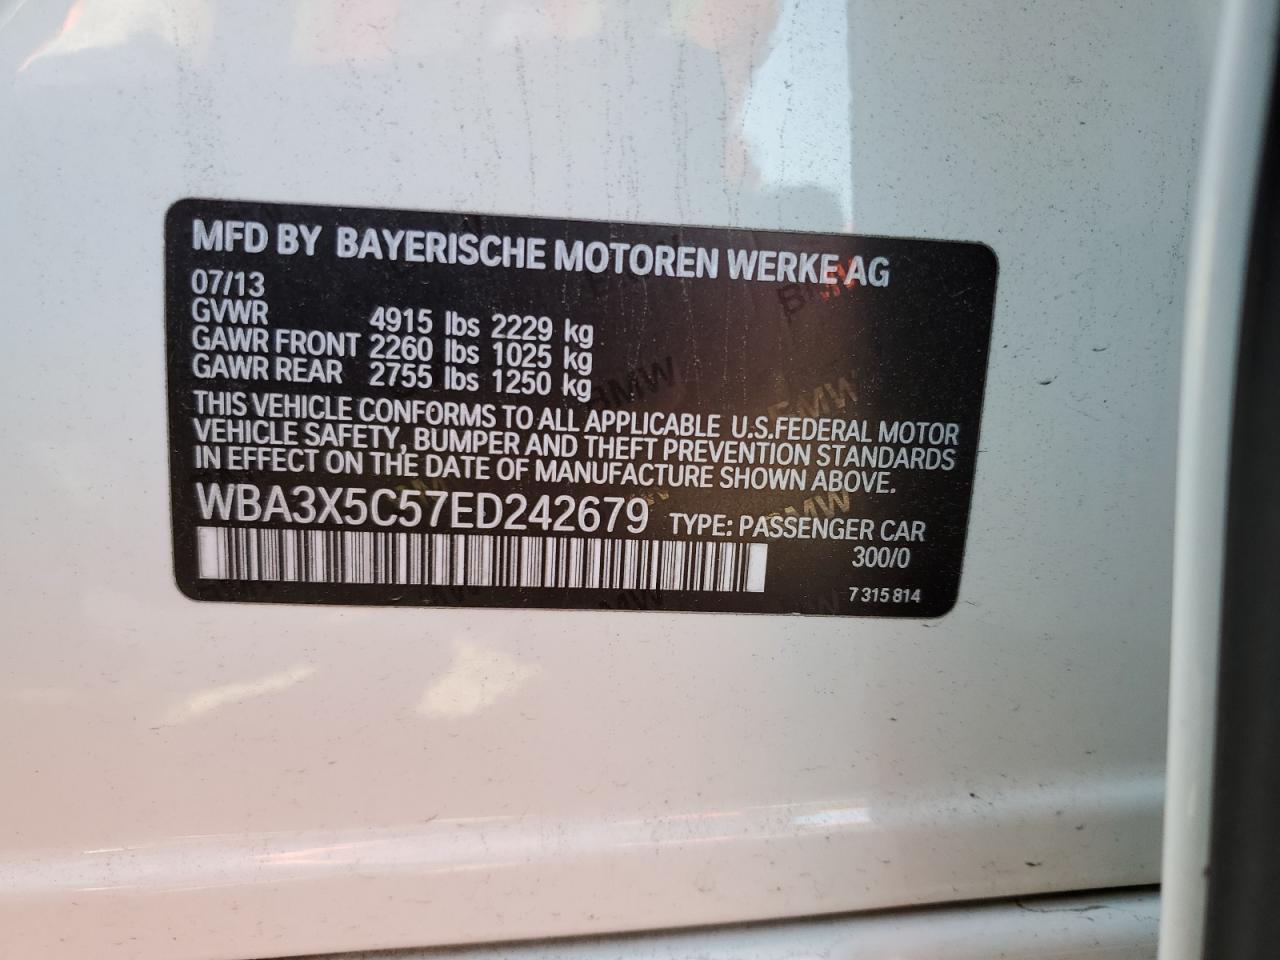 MFD BY BAYERISCHE MOTOREN WERKE AG
07/13
GVWR 4915 lbs 2229 kg
GAWR FRONT 2260 lbs 1025 kg
GAWR REAR 2755 lbs 1250 kg
THIS VEHICLE CONFORMS TO ALL APPLICABLE U.S.FEDERAL MOTOR
VEHICLE SAFETY, BUMPER AND THEFT PREVENTION STANDARDS
IN EFFECT ON THE DATE OF MANUFACTURE SHOWN ABOVE.
WBA3X5C57ED242679 TYPE: PASSENGER CAR
300/0
7 315 814